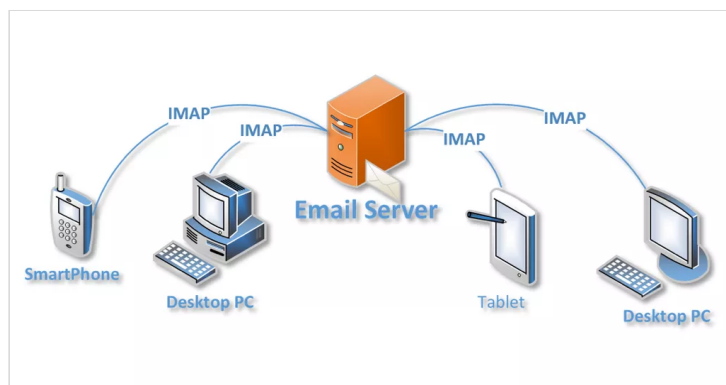 IMAP
IMAP
IMAP
IMAP
Email Server
SmartPhone
Desktop PC
Tablet
Desktop PC